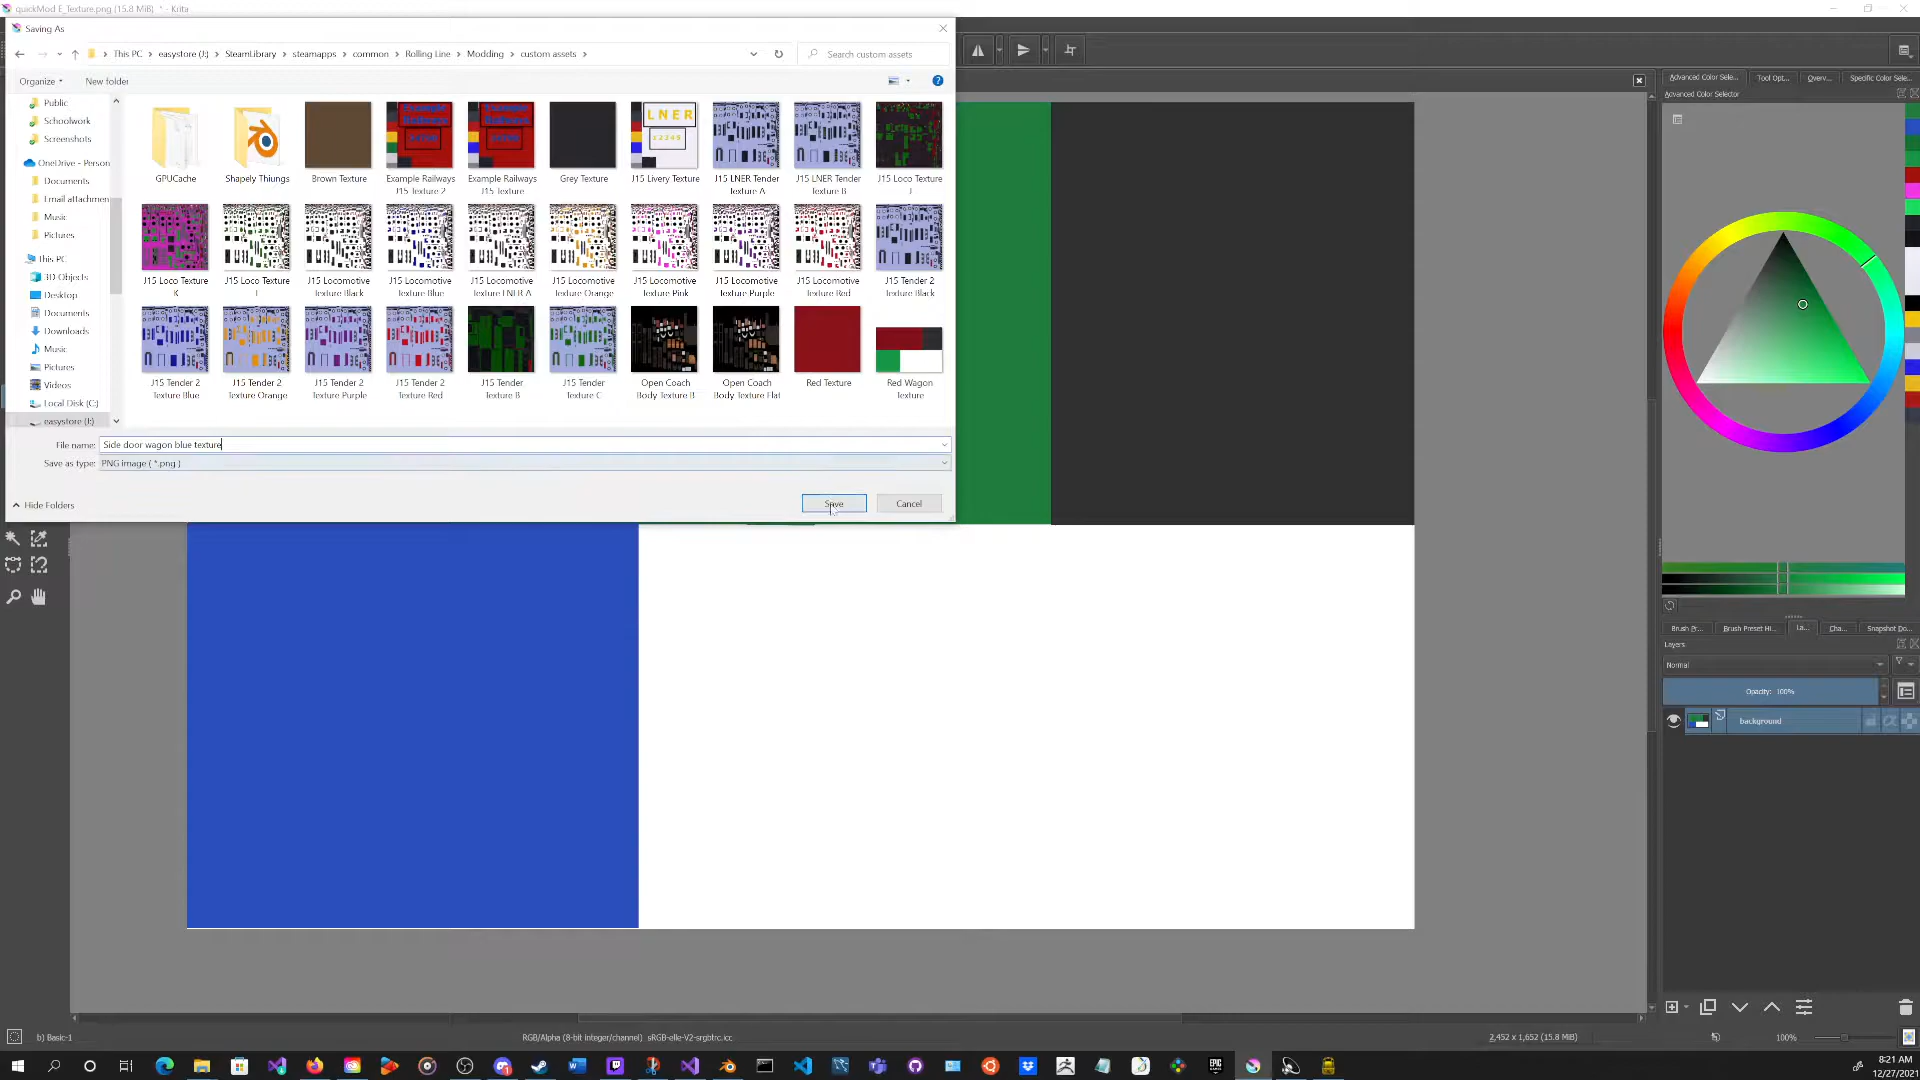 quickMod E_Texture.png (15.8 MiB) * - Krita
Saving As
This PC > easystore (J:) > SteamLibrary > steamapps > common > Rolling Line > Modding > custom assets >
Search custom assets
Organize
New folder
Public
Schoolwork
Screenshots
OneDrive - Person
Documents
Email attachmen
Music
Pictures
This PC
3D Objects
Desktop
Documents
Downloads
Music
Pictures
Videos
Local Disk (C:)
easystore (J:)
GPUCache
Shapely Thiungs
Brown Texture
Example Railways J15 Texture 2
Example Railways J15 Texture
Grey Texture
LNER
J15 Livery Texture
J15 LNER Tender Texture A
J15 LNER Tender Texture B
J15 Loco Texture J
J15 Loco Texture K
J15 Loco Texture L
J15 Locomotive Texture Black
J15 Locomotive Texture Blue
J15 Locomotive Texture LNER A
J15 Locomotive Texture Orange
J15 Locomotive Texture Pink
J15 Locomotive Texture Purple
J15 Locomotive Texture Red
J15 Tender 2 Texture Black
J15 Tender 2 Texture Blue
J15 Tender 2 Texture Orange
J15 Tender 2 Texture Purple
J15 Tender 2 Texture Red
J15 Tender Texture B
J15 Tender Texture C
Open Coach Body Texture B
Open Coach Body Texture Flat
Red Texture
Red Wagon Texture
File name: Side door wagon blue texture
Save as type: PNG image ( *.png )
Hide Folders
Save
Cancel
Advanced Color Sele...
Tool Opt...
Overv...
Specific Color Sele...
Advanced Color Selector
Brush Pr...
Brush Preset Hi...
La...
Cha...
Snapshot Do...
Layers
Normal
Opacity: 100%
background
b) Basic-1
RGB/Alpha (8-bit integer/channel) sRGB-elle-V2-srgbtrc.icc
2,452 x 1,652 (15.8 MiB)
100%
8:21 AM
12/27/2021